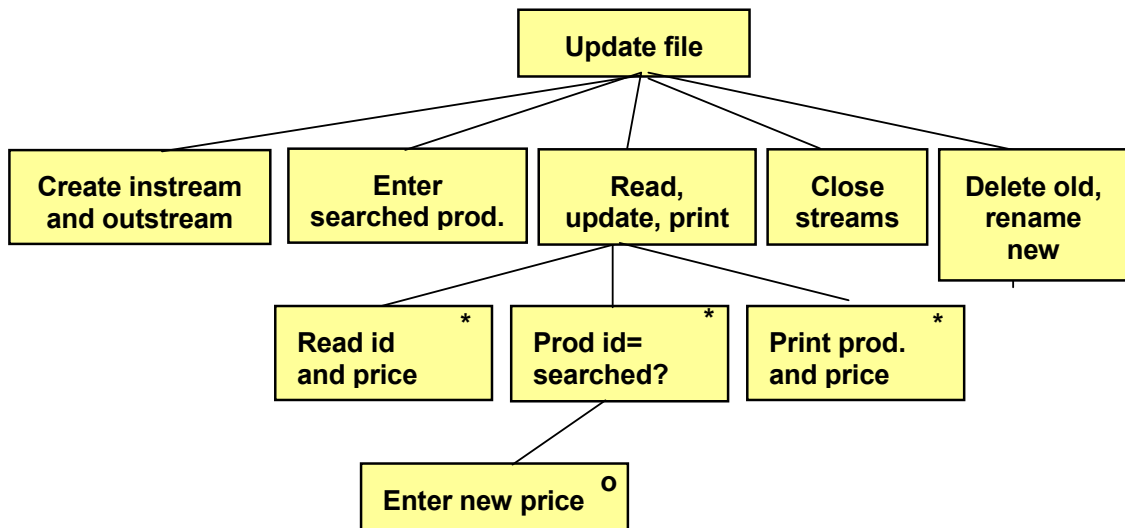 Update file
Create instream
and outstream
Enter
searched prod.
Read,
update, print
Close
streams
Delete old,
rename
new
Read id
and price
*
Prod id=
searched?
*
Print prod.
and price
*
Enter new price
o